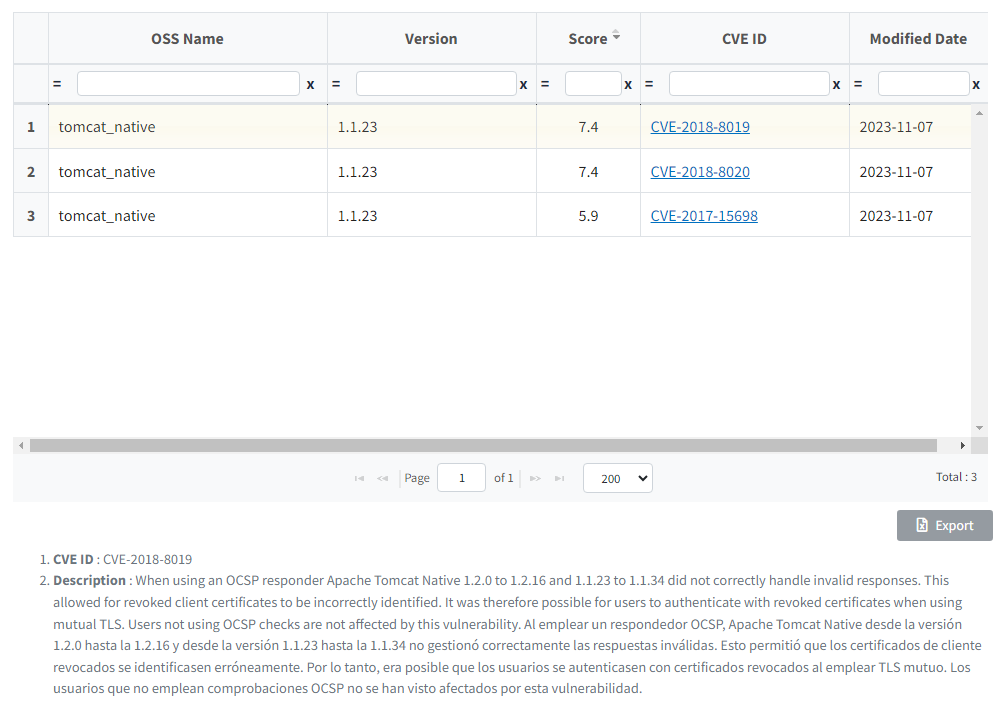 OSS Name Version Score CVE ID Modified Date
= x = x = x = x = x
1 tomcat_native 1.1.23 7.4 CVE-2018-8019 2023-11-07
2 tomcat_native 1.1.23 7.4 CVE-2018-8020 2023-11-07
3 tomcat_native 1.1.23 5.9 CVE-2017-15698 2023-11-07
Page 1 of 1 200 Total : 3
Export
1. CVE ID : CVE-2018-8019
2. Description : When using an OCSP responder Apache Tomcat Native 1.2.0 to 1.2.16 and 1.1.23 to 1.1.34 did not correctly handle invalid responses. This
allowed for revoked client certificates to be incorrectly identified. It was therefore possible for users to authenticate with revoked certificates when using
mutual TLS. Users not using OCSP checks are not affected by this vulnerability. Al emplear un respondedor OCSP, Apache Tomcat Native desde la versión
1.2.0 hasta la 1.2.16 y desde la versión 1.1.23 hasta la 1.1.34 no gestionó correctamente las respuestas inválidas. Esto permitió que los certificados de cliente
revocados se identificasen erróneamente. Por lo tanto, era posible que los usuarios se autenticasen con certificados revocados al emplear TLS mutuo. Los
usuarios que no emplean comprobaciones OCSP no se han visto afectados por esta vulnerabilidad.